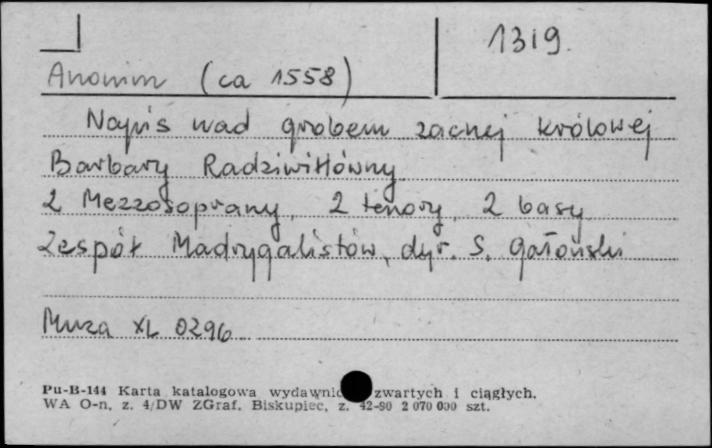 1319.
Anonim (ca 1558)
Napis nad grobem zacnej królowej
Barbary Radziwiłłówny
2 Mezzosoprany, 2 tenory, 2 basy
Zespół Madrygalistów, dyr. S. Gałoński
Muza XL 0296
Pu-B-144 Karta katalogowa wydawnic zwartych i ciągłych.
WA O-n, z. 4/DW ZGraf. Biskupiec, z. 42-90 2 070 000 szt.